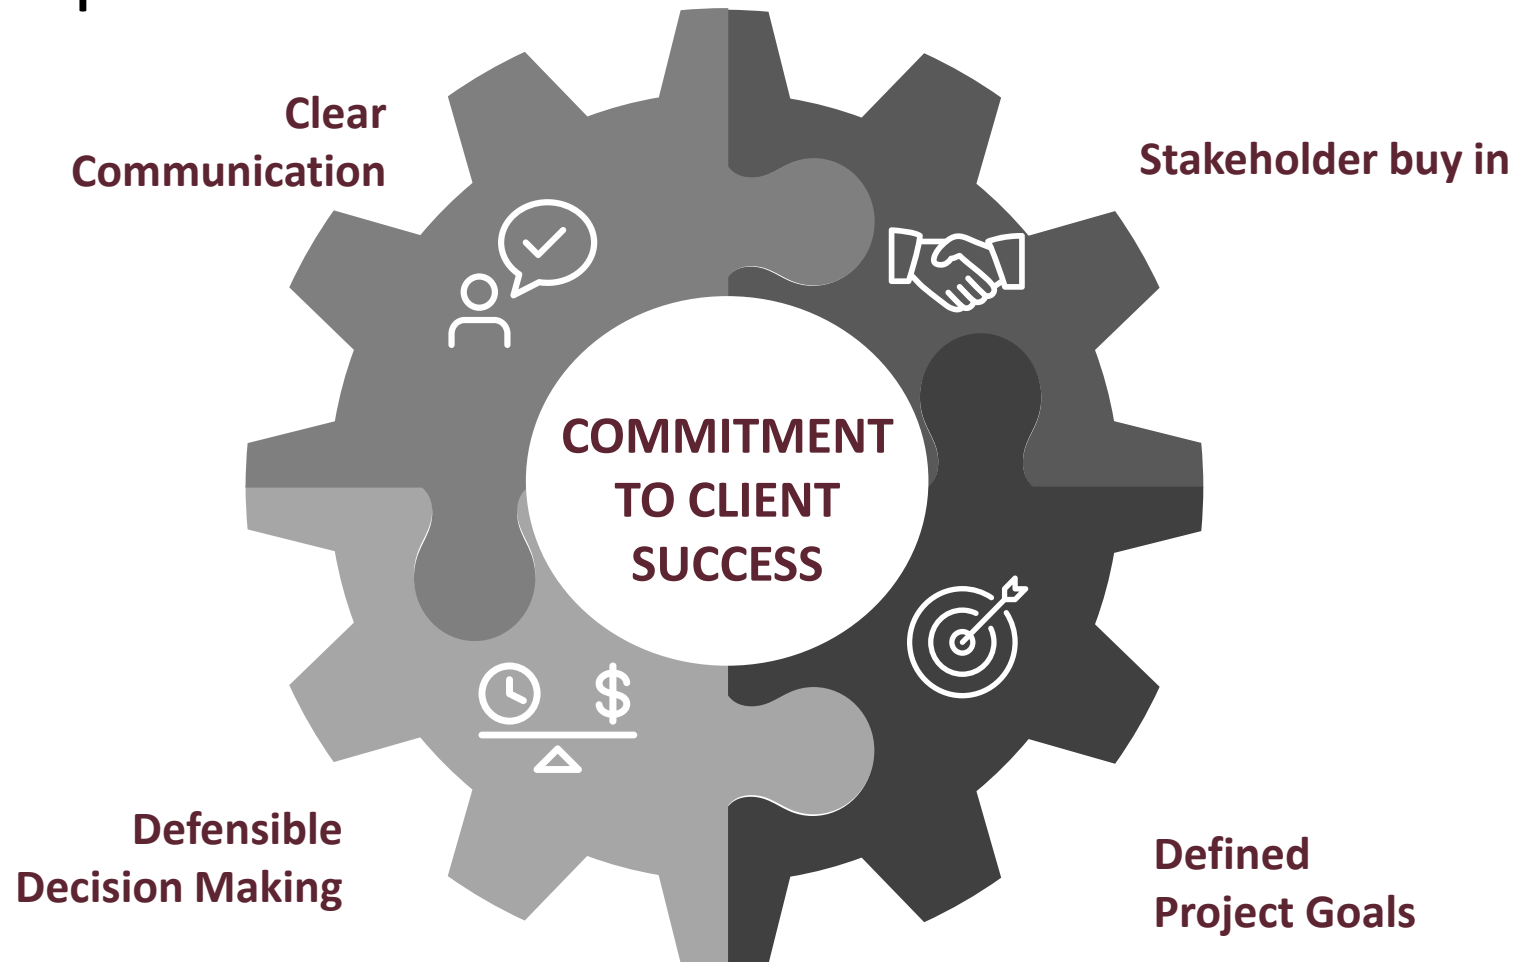 Clear
Communication
Stakeholder buy in
COMMITMENT
TO CLIENT
SUCCESS
$
Defensible
Decision Making
Defined
Project Goals